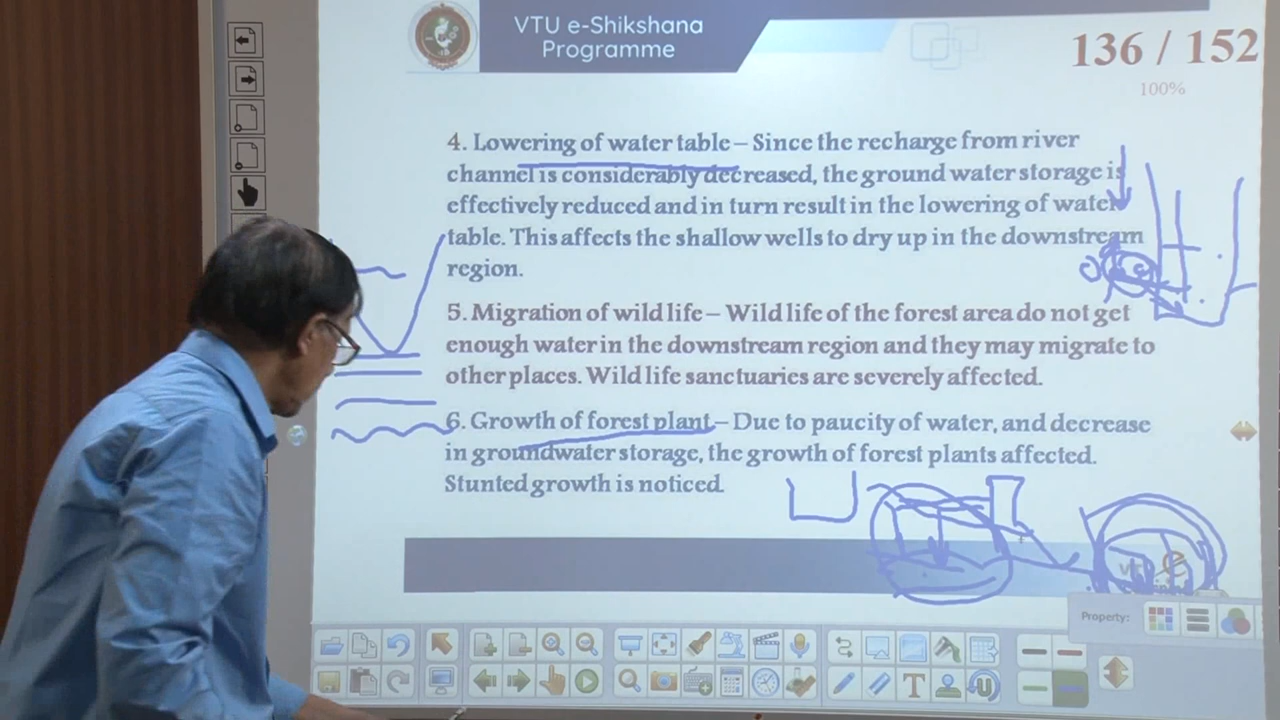 VTU e-Shikshana
Programme
136 / 152
100%
4. Lowering of water table – Since the recharge from river
channel is considerably decreased, the ground water storage is
effectively reduced and in turn result in the lowering of water
table. This affects the shallow wells to dry up in the downstream
region.
5. Migration of wild life – Wild life of the forest area do not get
enough water in the downstream region and they may migrate to
other places. Wild life sanctuaries are severely affected.
6. Growth of forest plant – Due to paucity of water, and decrease
in groundwater storage, the growth of forest plants affected.
Stunted growth is noticed.
Property: